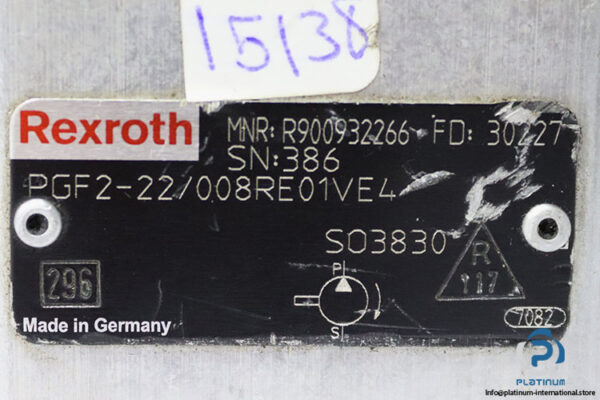 15138
Rexroth
MNR: R900932266 FD: 30227
SN:386
PGF2-22/008RE01VE4
SO3830
P
R
117
296
S
Made in Germany
7082
PLATINUM
Info@platinum-international.store